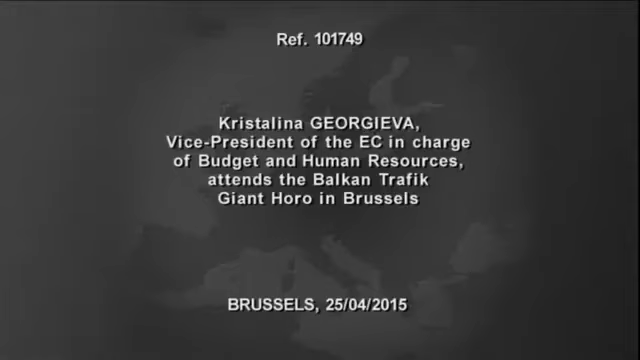 Ref. 101749
Kristalina GEORGIEVA,
Vice-President of the EC in charge
of Budget and Human Resources,
attends the Balkan Trafik
Giant Horo in Brussels
BRUSSELS, 25/04/2015